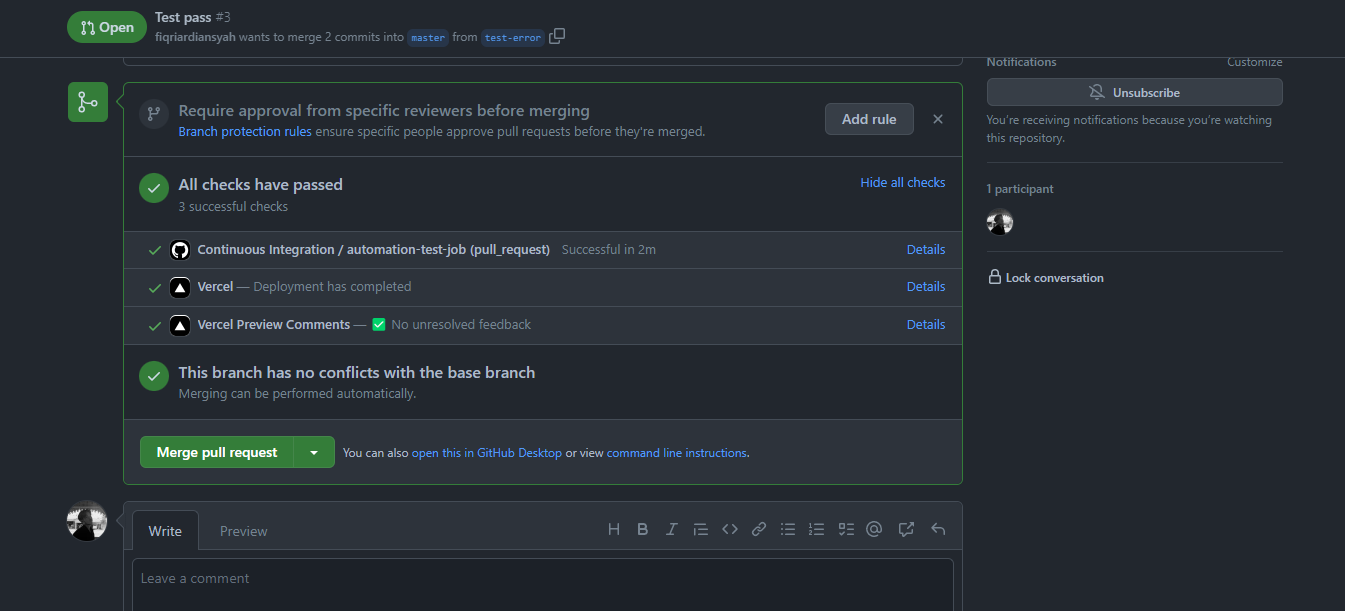 Open
Test pass #3
fiqriardiansyah wants to merge 2 commits into master from test-error
Notifications
Customize
Unsubscribe
You're receiving notifications because you're watching
this repository.
1 participant
Lock conversation
Require approval from specific reviewers before merging
Branch protection rules ensure specific people approve pull requests before they're merged.
Add rule
All checks have passed
3 successful checks
Hide all checks
Continuous Integration / automation-test-job (pull_request) Successful in 2m
Details
Vercel — Deployment has completed
Details
Vercel Preview Comments — ✅ No unresolved feedback
Details
This branch has no conflicts with the base branch
Merging can be performed automatically.
Merge pull request
You can also open this in GitHub Desktop or view command line instructions.
Write
Preview
Leave a comment